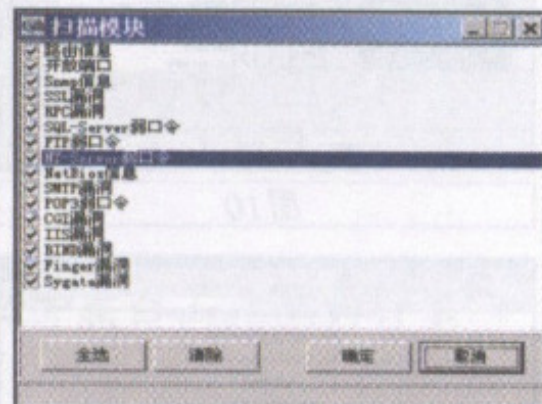 扫描模块
路由信息
开放端口
Snmp信息
SSL漏洞
RPC漏洞
SQL-Server弱口令
FTP弱口令
NT-Server弱口令
NetBios信息
SMTP漏洞
POP3弱口令
CGI漏洞
IIS漏洞
BIND漏洞
Finger漏洞
Sygate漏洞
全选
清除
确定
取消